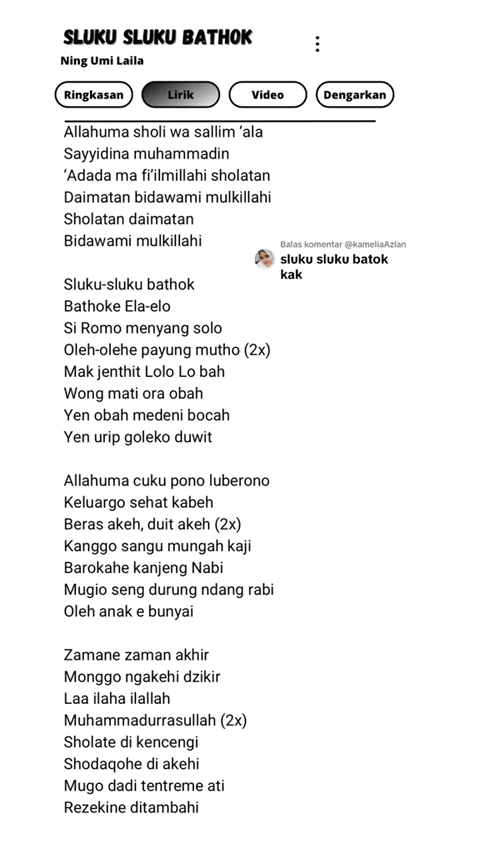 SLUKU SLUKU BATHOK
Ning Umi Laila
Ringkasan
Lirik
Video
Dengarkan
Allahuma sholi wa sallim ‘ala
Sayyidina muhammadin
‘Adada ma fi’ilmillahi sholatan
Daimatan bidawami mulkillahi
Sholatan daimatan
Bidawami mulkillahi
Balas komentar @kameliaAzlan
sluku sluku batok
kak
Sluku-sluku bathok
Bathoke Ela-elo
Si Romo menyang solo
Oleh-olehe payung mutho (2x)
Mak jenthit Lolo Lo bah
Wong mati ora obah
Yen obah medeni bocah
Yen urip goleko duwit
Allahuma cuku pono luberono
Keluargo sehat kabeh
Beras akeh, duit akeh (2x)
Kanggo sangu mungah kaji
Barokahe kanjeng Nabi
Mugio seng durung ndang rabi
Oleh anak e bunyai
Zamane zaman akhir
Monggo ngakehi dzikir
Laa ilaha ilallah
Muhammadurrasullah (2x)
Sholate di kencengi
Shodaqohe di akehi
Mugo dadi tentreme ati
Rezekine ditambahi